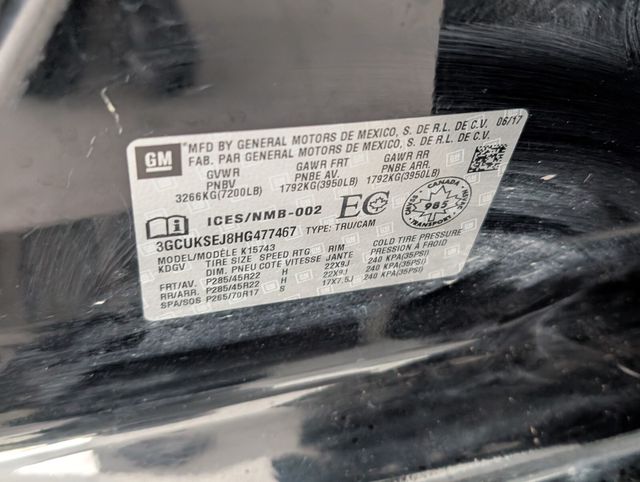 GM
*MFD BY GENERAL MOTORS DE MEXICO, S. DE R.L. DE C.V. 06/17
FAB. PAR GENERAL MOTORS DE MEXICO, S. DE R.L. DE C.V.
GVWR GAWR FRT GAWR RR
PNBV PNBE AV. PNBE ARR.
3266KG(7200LB) 1792KG(3950LB) 1792KG(3950LB)
ICES/NMB-002 EC
CANADA 985
3GCUKSEJ8HG477467 TYPE: TRU/CAM
MODEL/MODÈLE K15743
KDGV TIRE SIZE SPEED RTG. RIM COLD TIRE PRESSURE
DIM. PNEU COTE VITESSE JANTE PRESSION A FROID
FRT/AV. P285/45R22 H 22X9J 240 KPA(35PSI)
RR/ARR. P285/45R22 H 22X9J 240 KPA(35PSI)
SPA/SOS P265/70R17 S 17X7.5J 240 KPA(35PSI)